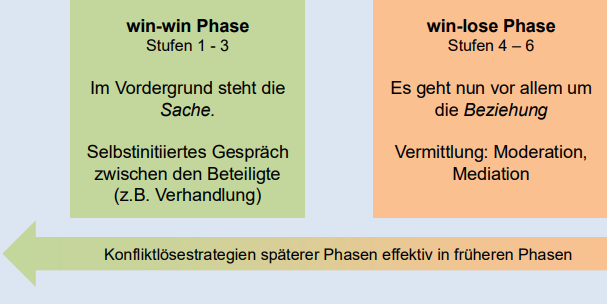 win-win Phase
Stufen 1 - 3
Im Vordergrund steht die
Sache.
Selbstinitiiertes Gespräch
zwischen den Beteiligte
(z.B. Verhandlung)
win-lose Phase
Stufen 4 – 6
Es geht nun vor allem um
die Beziehung
Vermittlung: Moderation,
Mediation
Konfliktlösestrategien späterer Phasen effektiv in früheren Phasen